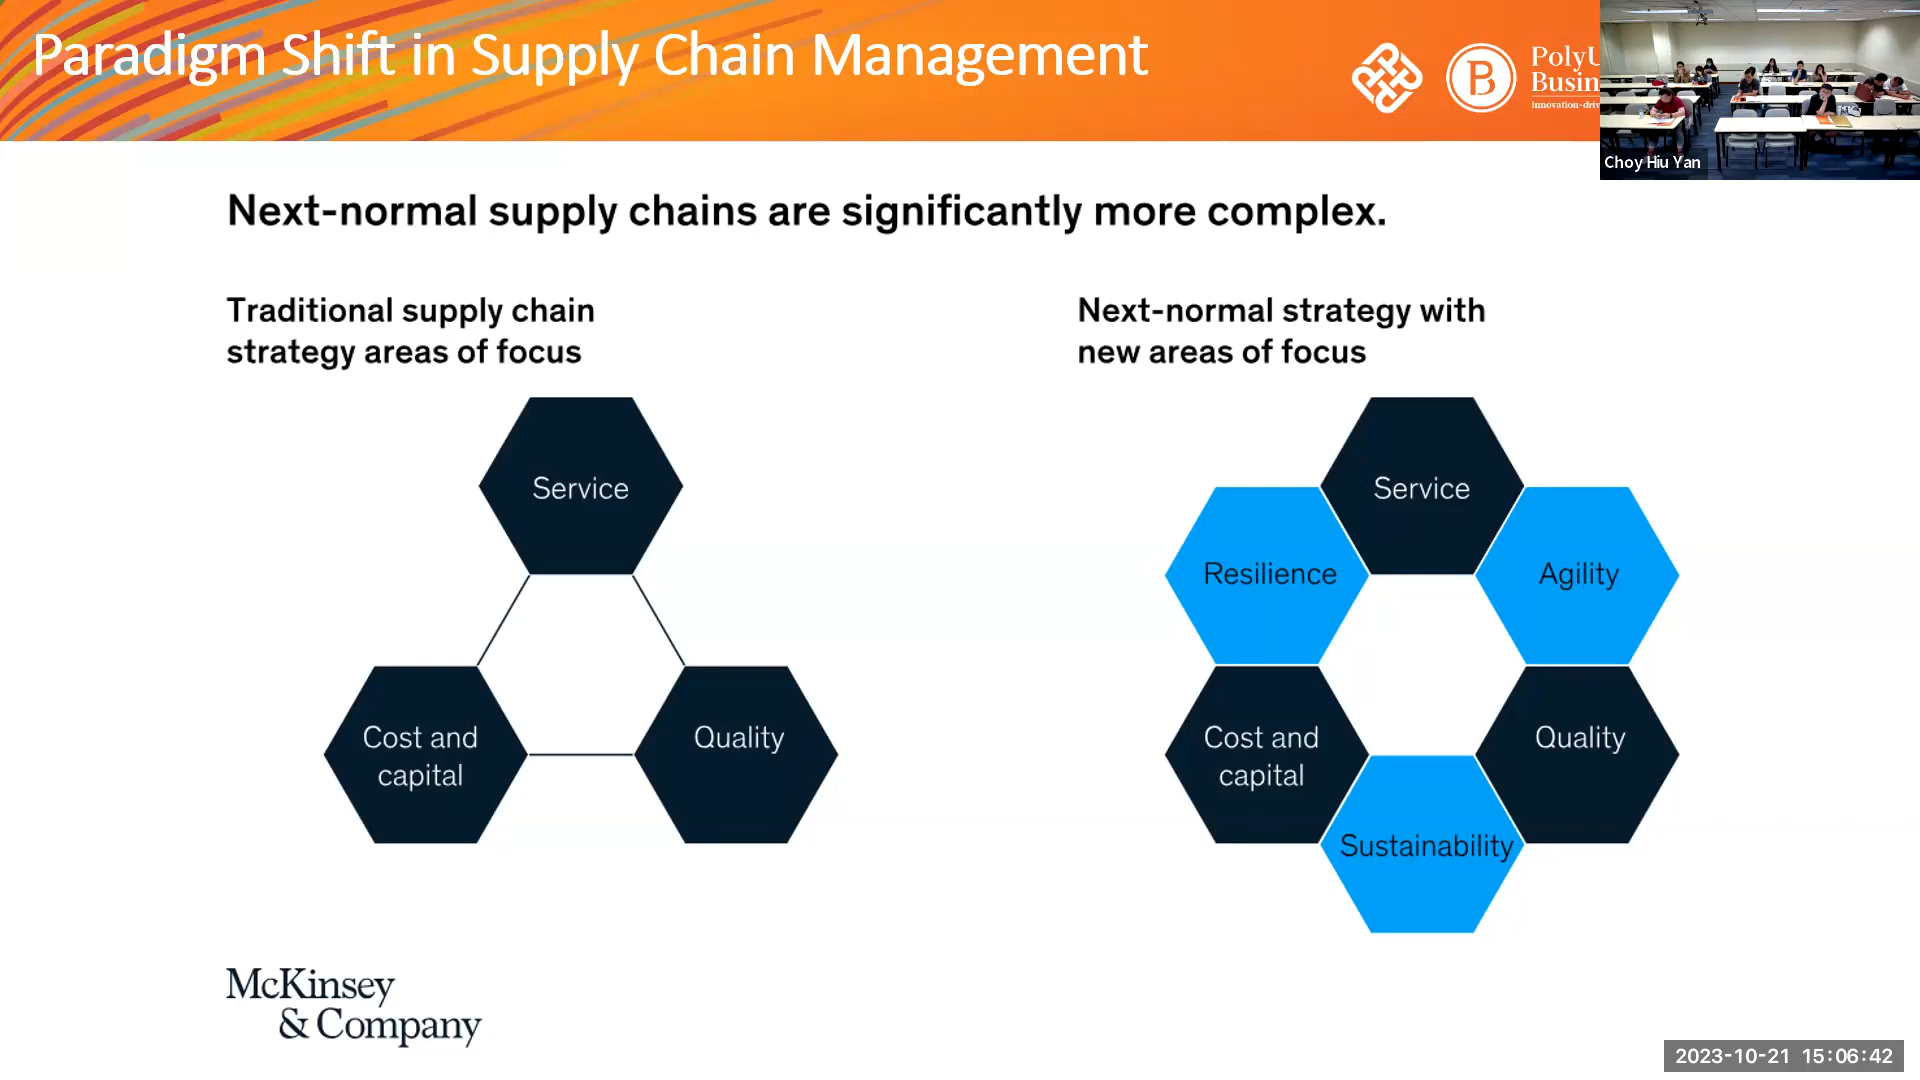 Paradigm Shift in Supply Chain Management
B
PolyU
Busin
Innovation-driv
Choy Hiu Yan
Next-normal supply chains are significantly more complex.
Traditional supply chain
strategy areas of focus
Service
Cost and
capital
Quality
Next-normal strategy with
new areas of focus
Service
Resilience
Agility
Cost and
capital
Quality
Sustainability
McKinsey
& Company
2023-10-21 15:06:42